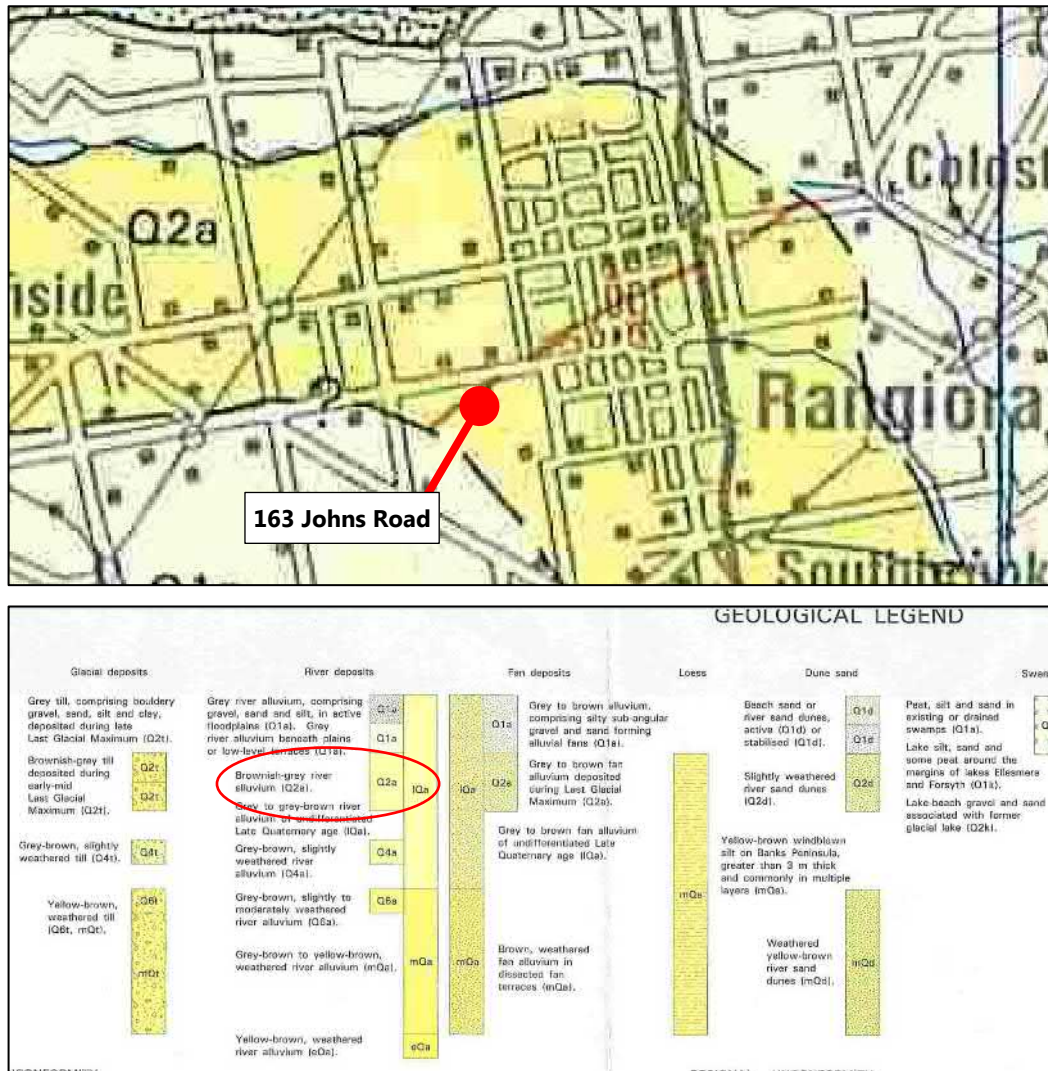 Q2a
Rangiora
163 Johns Road
GEOLOGICAL LEGEND
Glacial deposits
Grey till, comprising bouldery
gravel, sand, silt and clay,
deposited during late
Last Glacial Maximum (Q2t).
Brownish-grey till
deposited during
early-mid
Last Glacial
Maximum (Q2t).
Q2t
Q2t
Grey-brown, slightly
weathered till (Q4t).
Q4t
Yellow-brown,
weathered till
(Q6t, mQt).
Q6t
mQt
River deposits
Grey river alluvium, comprising
gravel, sand and silt, in active
floodplains (Q1a). Grey
river alluvium beneath plains
or low-level terraces (Q1a).
Q1a
Q1a
Brownish-grey river
alluvium (Q2a).
Q2a
lQa
Grey to grey-brown river
alluvium of undifferentiated
Late Quaternary age (lQa).
Grey-brown, slightly
weathered river
alluvium (Q4a).
Q4a
Grey-brown, slightly to
moderately weathered
river alluvium (Q6a).
Q6a
Grey-brown to yellow-brown,
weathered river alluvium (mQa).
mQa
Yellow-brown, weathered
river alluvium (eQa).
eQa
Fan deposits
Grey to brown alluvium,
comprising silty sub-angular
gravel and sand forming
alluvial fans (Q1a).
Q1a
Grey to brown fan
alluvium deposited
during Last Glacial
Maximum (Q2a).
Q2a
lQa
Grey to brown fan alluvium
of undifferentiated Late
Quaternary age (lQa).
Brown, weathered
fan alluvium in
dissected fan
terraces (mQa).
mQa
Loess
Yellow-brown windblown
silt on Banks Peninsula,
greater than 3 m thick
and commonly in multiple
layers (mQe).
mQe
Dune sand
Beach sand or
river sand dunes,
active (Q1d) or
stabilised (Q1d).
Q1d
Q1d
Slightly weathered
river sand dunes
(Q2d).
Q2d
Weathered
yellow-brown
river sand
dunes (mQd).
mQd
Peat, silt and sand in
existing or drained
swamps (Q1a).
Lake silt, sand and
some peat around the
margins of lakes Ellesmere
and Forsyth (Q1k).
Lake-beach gravel and sand
associated with former
glacial lake (Q2k).